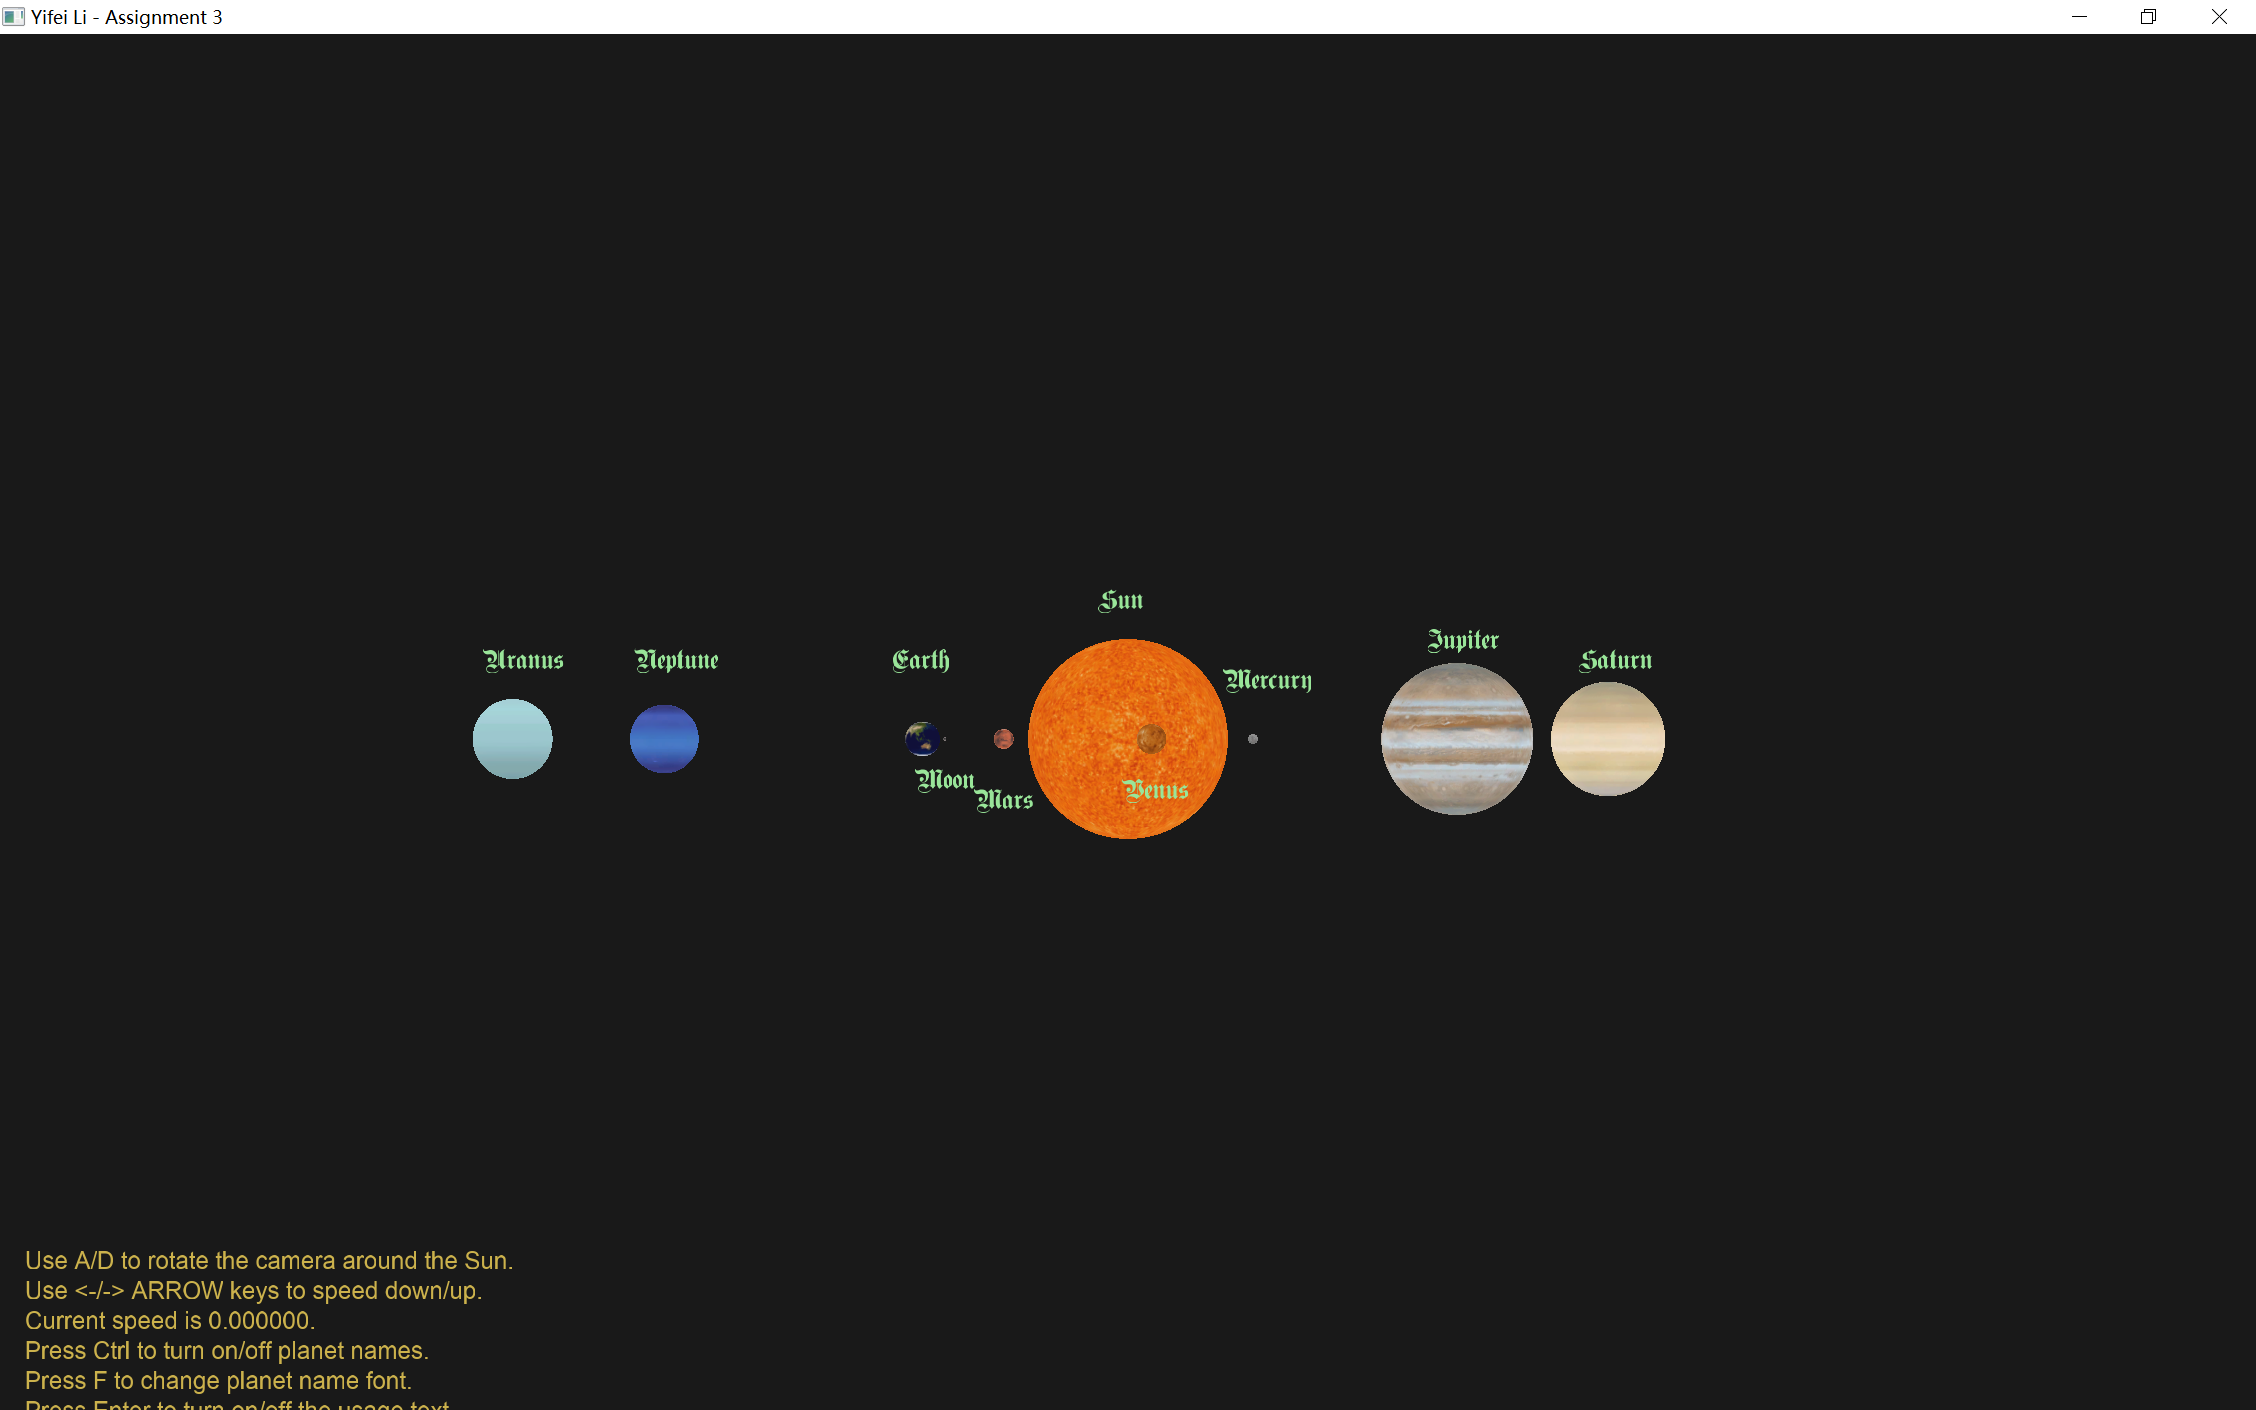 Yifei Li - Assignment 3
Sun
Jupiter
Uranus
Neptune
Earth
Saturn
Mercury
Moon
Venus
Mars
Use A/D to rotate the camera around the Sun.
Use <-/-> ARROW keys to speed down/up.
Current speed is 0.000000.
Press Ctrl to turn on/off planet names.
Press F to change planet name font.
Press Enter to turn on/off the usage text